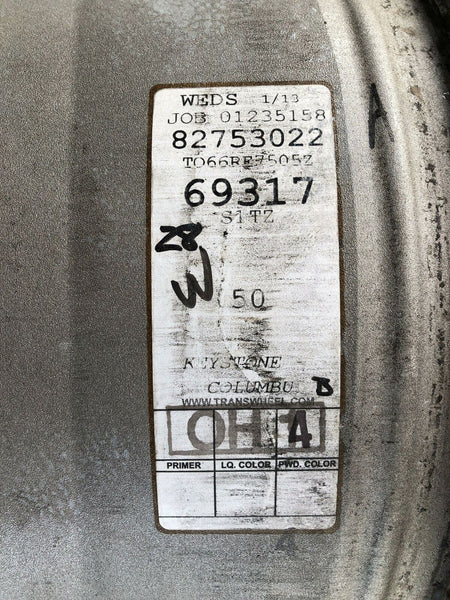 WEDS 1/13
JOB 01235158
82753022
TO66RE7505Z
69317
S1TZ
28
W
50
KEYSTONE
COLUMBU B
WWW.TRANSWHEEL.COM
OH 4
PRIMER LQ. COLOR PWD. COLOR
4
A